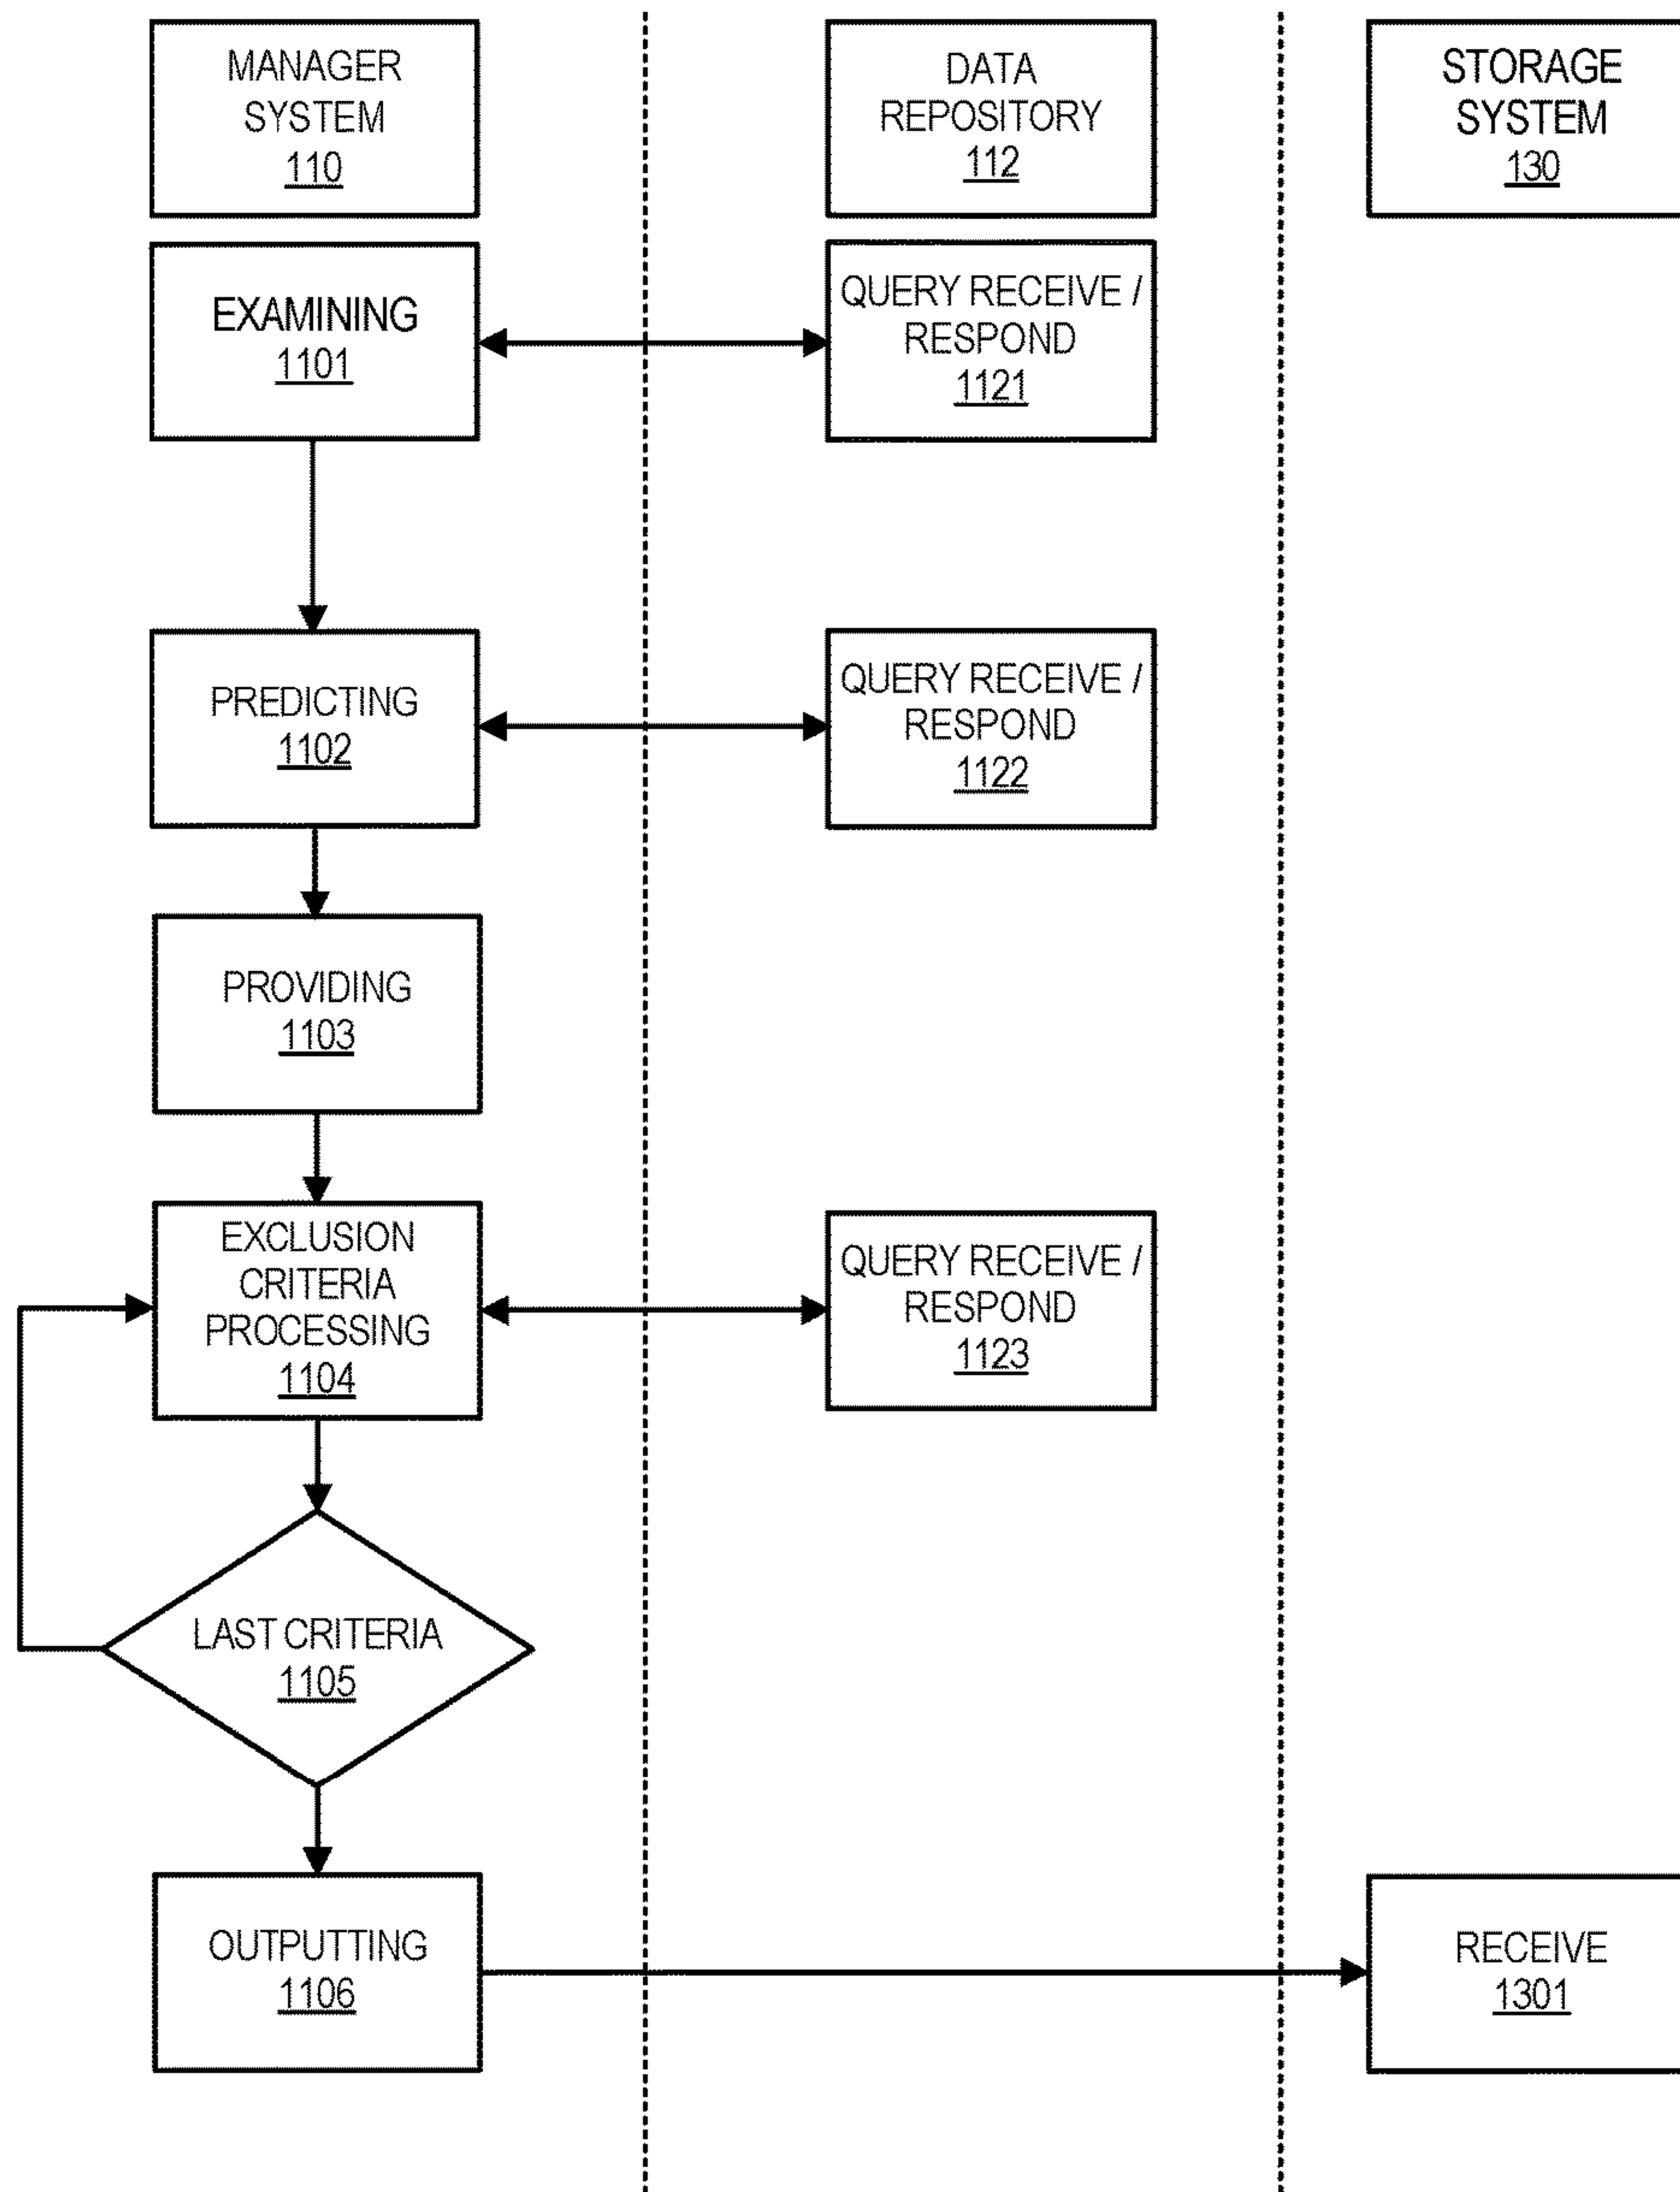 MANAGER
SYSTEM
110
DATA
REPOSITORY
112
STORAGE
SYSTEM
130
EXAMINING
1101
QUERY RECEIVE /
RESPOND
1121
PREDICTING
1102
QUERY RECEIVE /
RESPOND
1122
PROVIDING
1103
EXCLUSION
CRITERIA
PROCESSING
1104
QUERY RECEIVE /
RESPOND
1123
LAST CRITERIA
1105
OUTPUTTING
1106
RECEIVE
1301